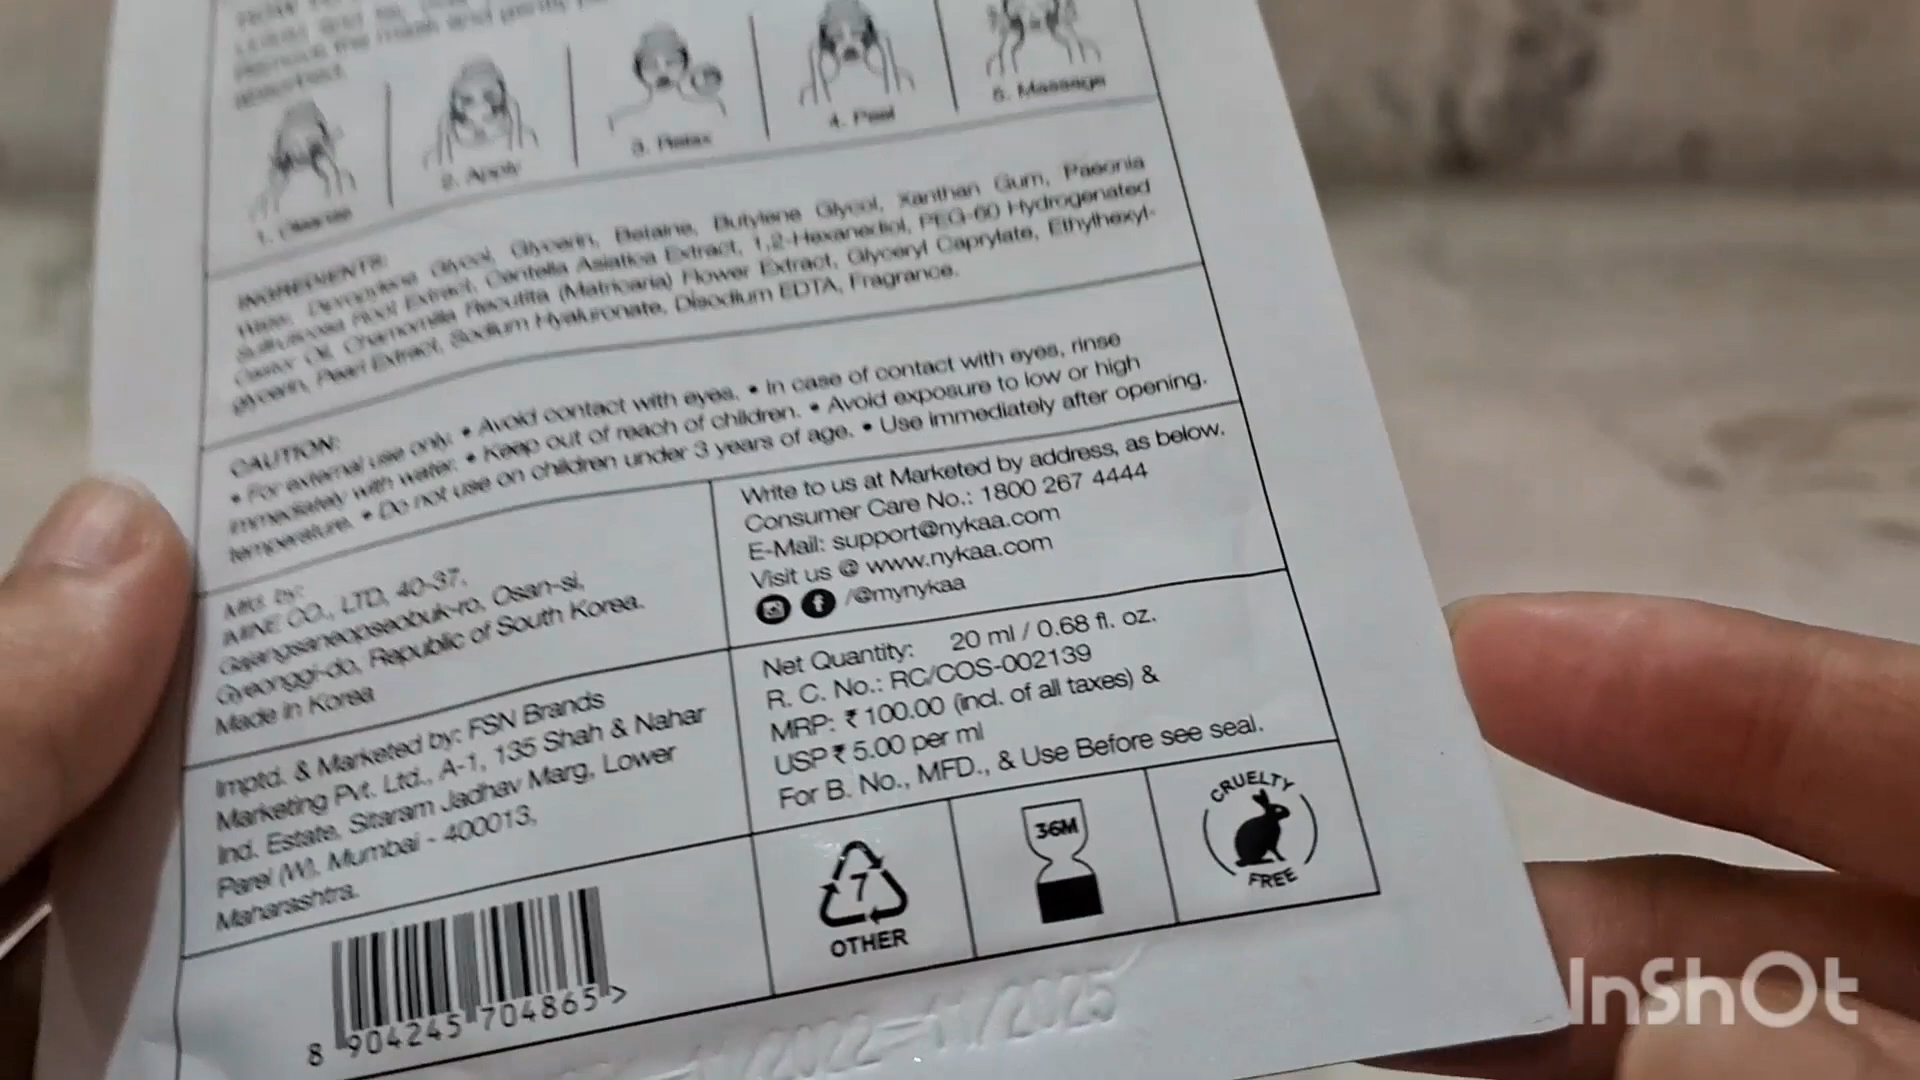 absorbed.
1. Cleanse
2. Apply
3. Relax
4. Peel
5. Massage
INGREDIENTS:
Water, Dipropylene Glycol, Glycerin, Betaine, Butylene Glycol, Xanthan Gum, Paeonia
Suffruticosa Root Extract, Centella Asiatica Extract, 1,2-Hexanediol, PEG-60 Hydrogenated
Castor Oil, Chamomilla Recutita (Matricaria) Flower Extract, Glyceryl Caprylate, Ethylhexyl-
glycerin, Pearl Extract, Sodium Hyaluronate, Disodium EDTA, Fragrance.
CAUTION:
• For external use only. • Avoid contact with eyes. • In case of contact with eyes, rinse
immediately with water. • Keep out of reach of children. • Avoid exposure to low or high
temperature. • Do not use on children under 3 years of age. • Use immediately after opening.
Mfd. by:
IMINE CO., LTD, 40-37,
Gajangsaneopseobuk-ro, Osan-si,
Gyeonggi-do, Republic of South Korea.
Made in Korea
Write to us at Marketed by address, as below.
Consumer Care No.: 1800 267 4444
E-Mail: support@nykaa.com
Visit us @ www.nykaa.com
/@mynykaa
Imptd. & Marketed by: FSN Brands
Marketing Pvt. Ltd., A-1, 135 Shah & Nahar
Ind. Estate, Sitaram Jadhav Marg, Lower
Parel (W), Mumbai - 400013,
Maharashtra.
Net Quantity: 20 ml / 0.68 fl. oz.
R. C. No.: RC/COS-002139
MRP: ₹ 100.00 (incl. of all taxes) &
USP ₹ 5.00 per ml
For B. No., MFD., & Use Before see seal.
7
OTHER
36M
CRUELTY
FREE
8 904245 704865 >
/2022-11/2025
InShOt